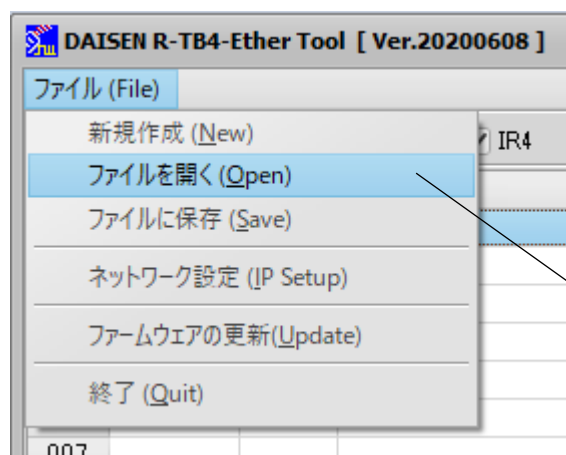 DAISEN R-TB4-Ether Tool [ Ver.20200608 ]
ファイル (File)
新規作成 (New)
IR4
ファイルを開く(Open)
ファイルに保存 (Save)
ネットワーク設定 (IP Setup)
ファームウェアの更新(Update)
終了 (Quit)
007